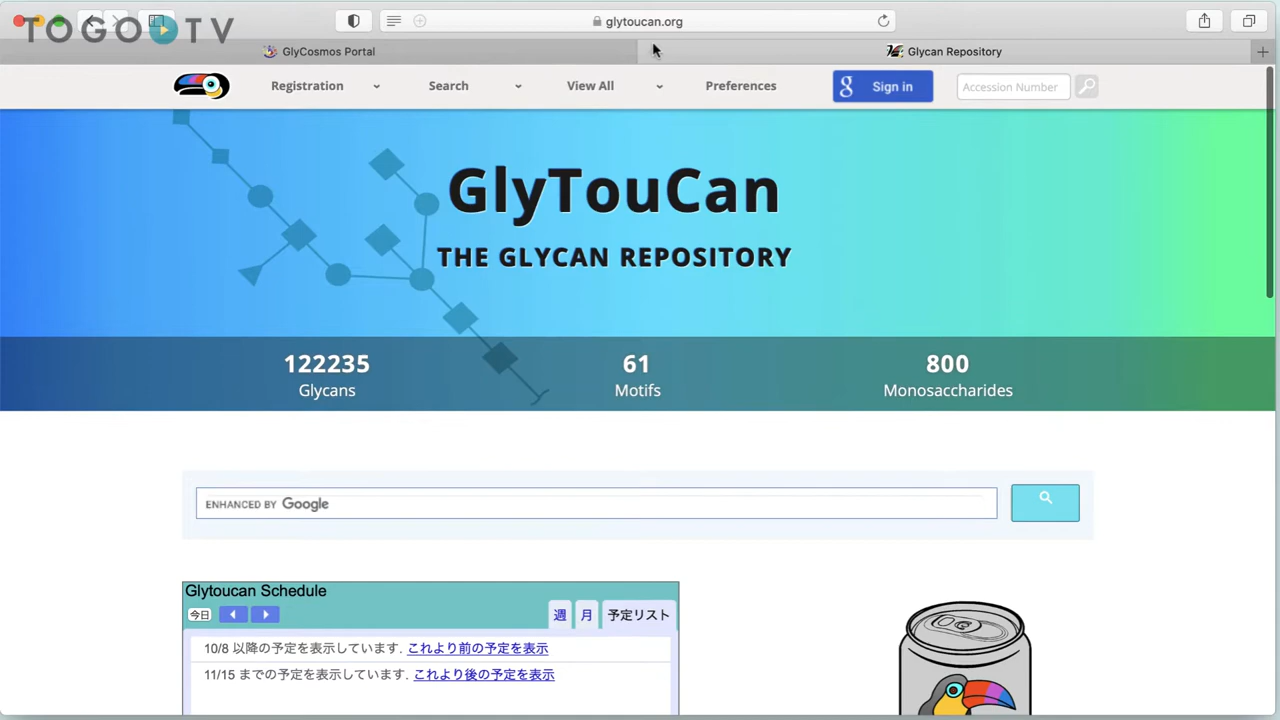 TOGO TV
glytoucan.org
GlyCosmos Portal
Glycan Repository
Registration
Search
View All
Preferences
Sign in
Accession Number
GlyTouCan
THE GLYCAN REPOSITORY
122235
Glycans
61
Motifs
800
Monosaccharides
ENHANCED BY Google
Glytoucan Schedule
今日
週
月
予定リスト
10/8 以降の予定を表示しています. これより前の予定を表示
11/15 までの予定を表示しています. これより後の予定を表示